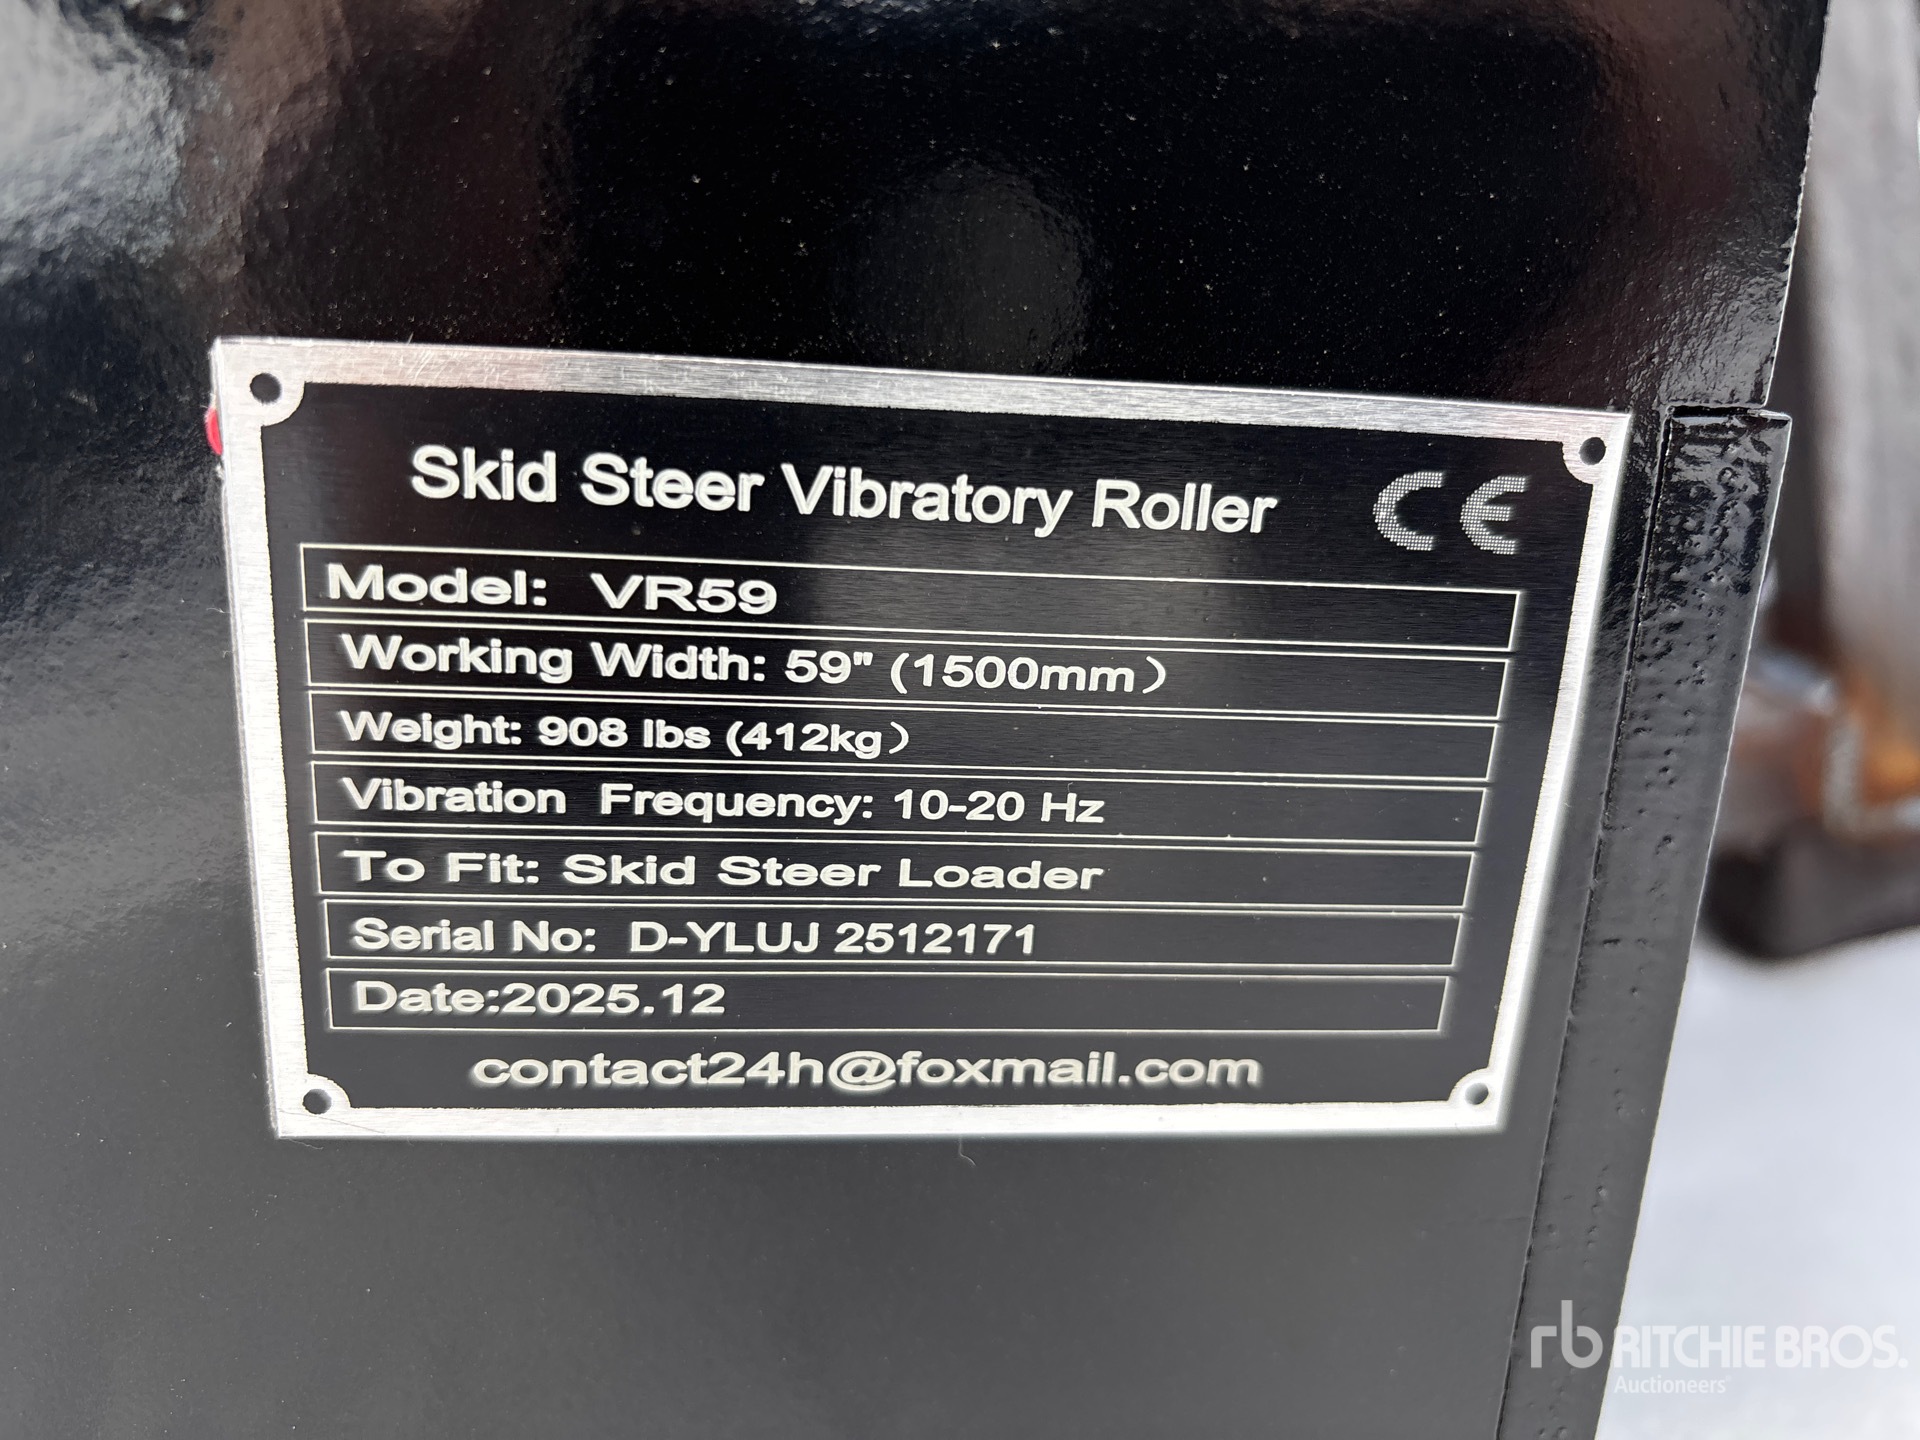 Skid Steer Vibratory Roller CE
Model: VR59
Working Width: 59" (1500mm）
Weight: 908 lbs (412kg）
Vibration Frequency: 10-20 Hz
To Fit: Skid Steer Loader
Serial No: D-YLUJ 2512171
Date:2025.12
contact24h@foxmail.com
rb RITCHIE BROS.
Auctioneers